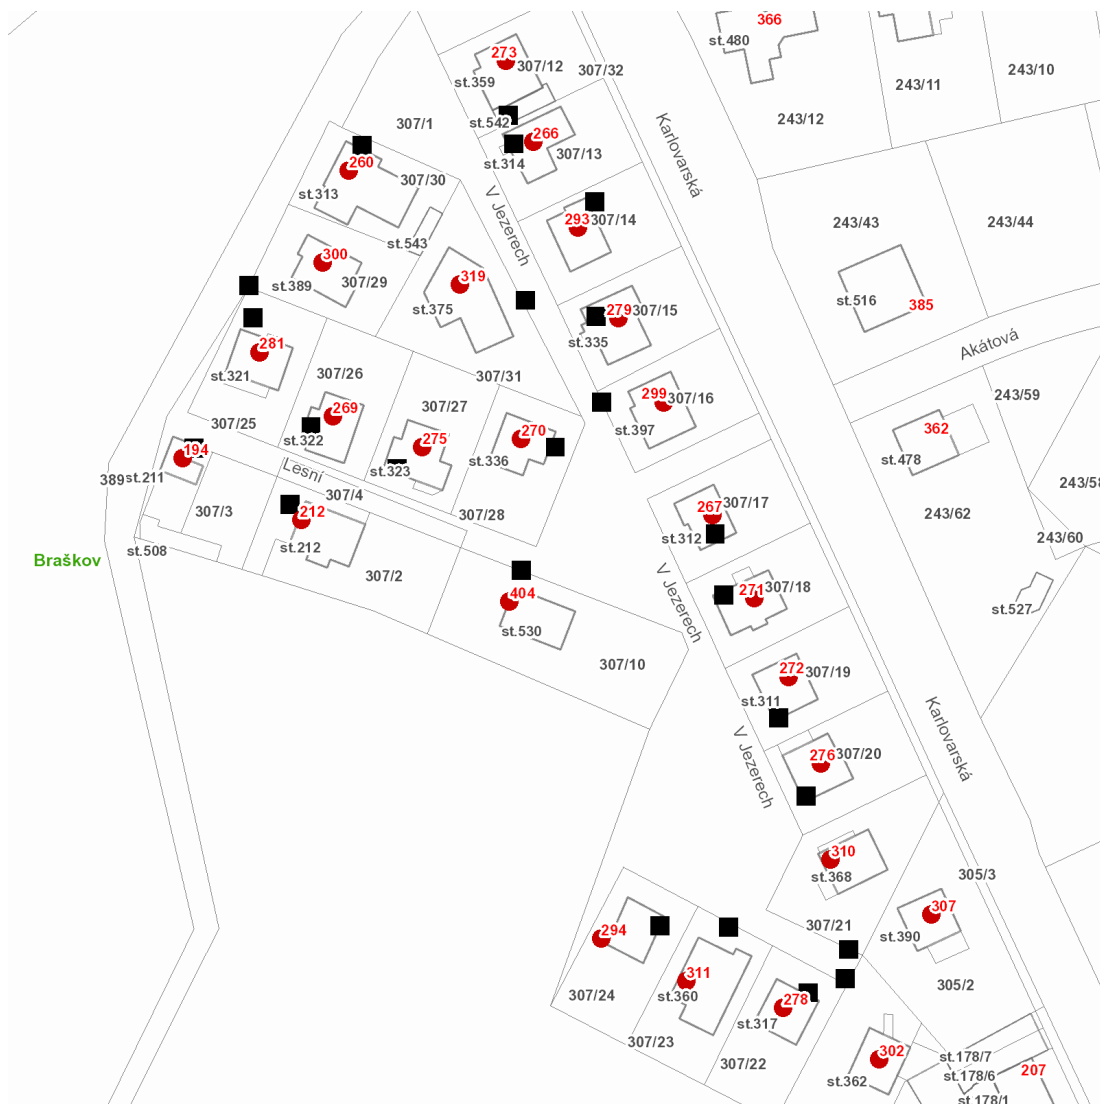 366
st.480
273
307/12
307/32
st.359
243/10
243/11
243/12
Karlovarská
307/1
st.542
266
st.314
307/13
260
307/30
st.313
V Jezerech
293
307/14
243/43
243/44
st.543
300
st.389
307/29
319
st.375
279
307/15
st.335
st.516
385
Akátová
281
st.321
307/26
307/31
299
307/16
st.397
243/59
307/25
269
st.322
307/27
275
st.323
270
st.336
362
st.478
194
389
st.211
Lesní
307/4
243/58
307/3
212
st.212
307/28
267
307/17
st.312
243/62
243/60
st.508
Braškov
307/2
404
st.530
271
307/18
V Jezerech
st.527
307/10
272
307/19
st.311
Karlovarská
V Jezerech
276
307/20
310
st.368
305/3
307
st.390
307/21
294
307/24
311
st.360
278
st.317
305/2
307/23
307/22
302
st.362
st.178/7
st.178/6
207
st.178/1